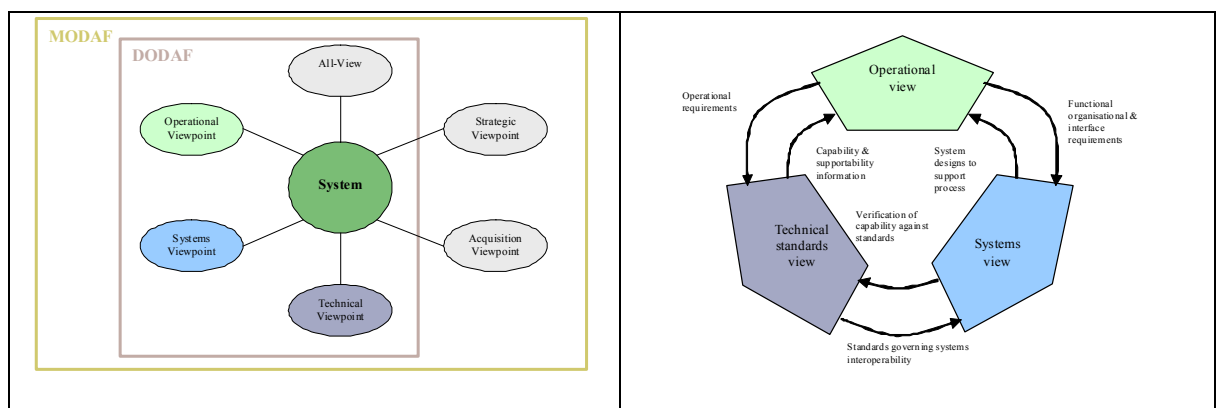 MODAF
DODAF
All-View
Operational
Viewpoint
Strategic
Viewpoint
System
Systems
Viewpoint
Acquisition
Viewpoint
Technical
Viewpoint
Operational
view
Operational
requirements
Functional
organisational &
interface
requirements
Capability &
supportability
information
System
designs to
support
process
Technical
standards
view
Verification of
capability against
standards
Systems
view
Standards governing systems
interoperability